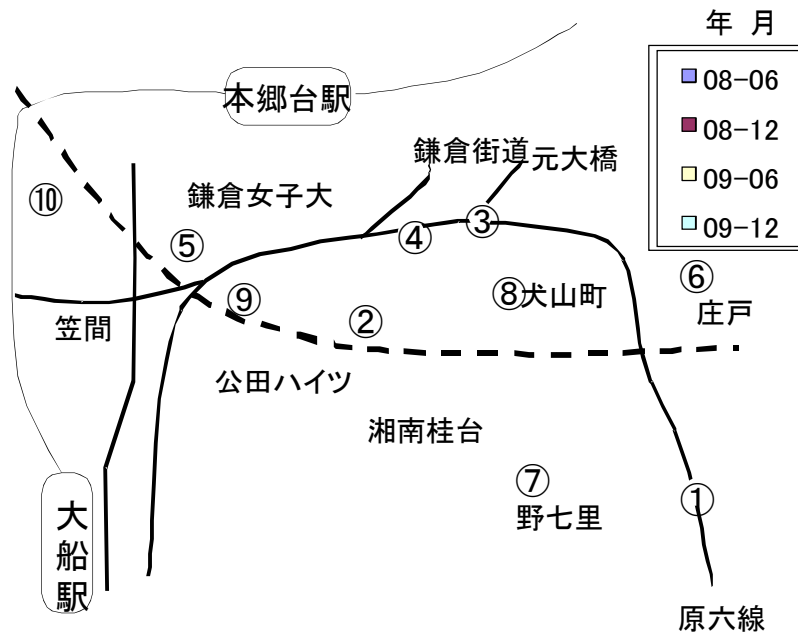 年 月
08-06
08-12
09-06
09-12
本郷台駅
鎌倉街道
元大橋
鎌倉女子大
⑩
⑤
④
③
⑥
庄戸
⑧犬山町
⑨
②
笠間
公田ハイツ
湘南桂台
⑦
野七里
①
大船駅
原六線